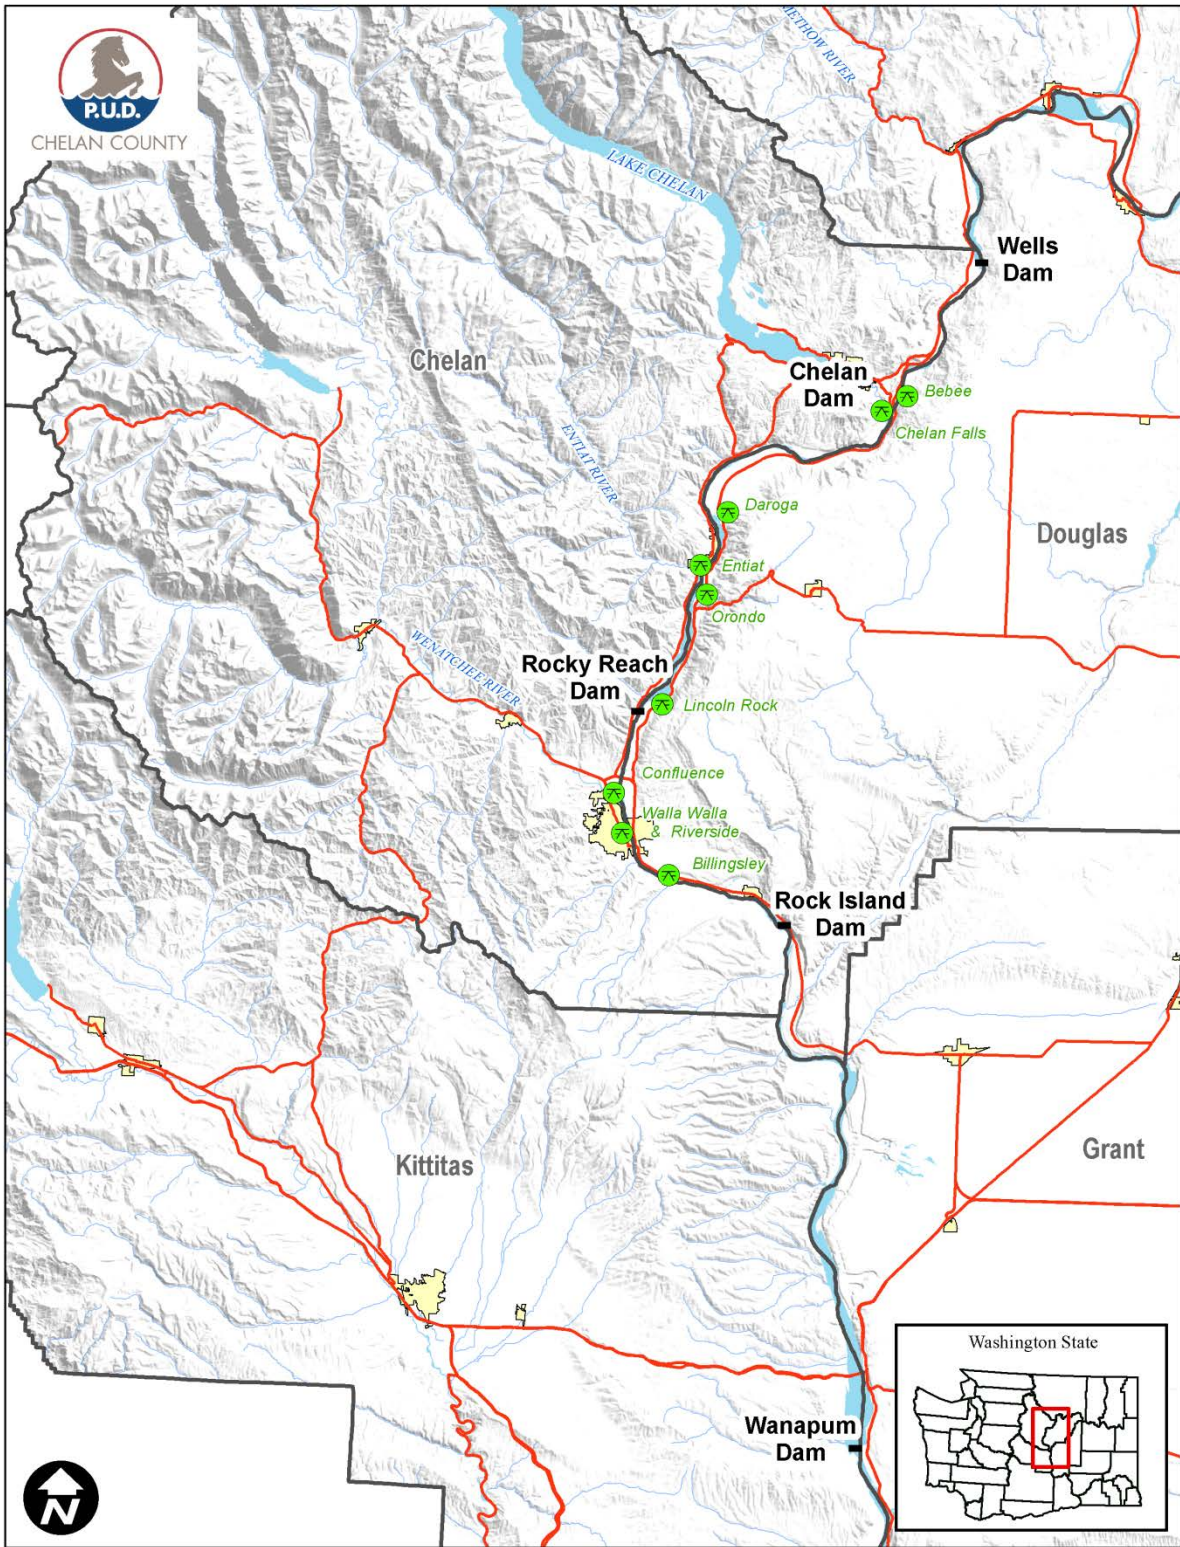 METHOW RIVER
P.U.D.
CHELAN COUNTY
LAKE CHELAN
Wells
Dam
Chelan
Chelan
Dam
Bebee
Chelan Falls
ENTIAT RIVER
Daroga
Douglas
Entiat
Orondo
WENATCHEE RIVER
Rocky Reach
Dam
Lincoln Rock
Confluence
Walla Walla
& Riverside
Billingsley
Rock Island
Dam
Grant
Kittitas
Washington State
Wanapum
Dam
N